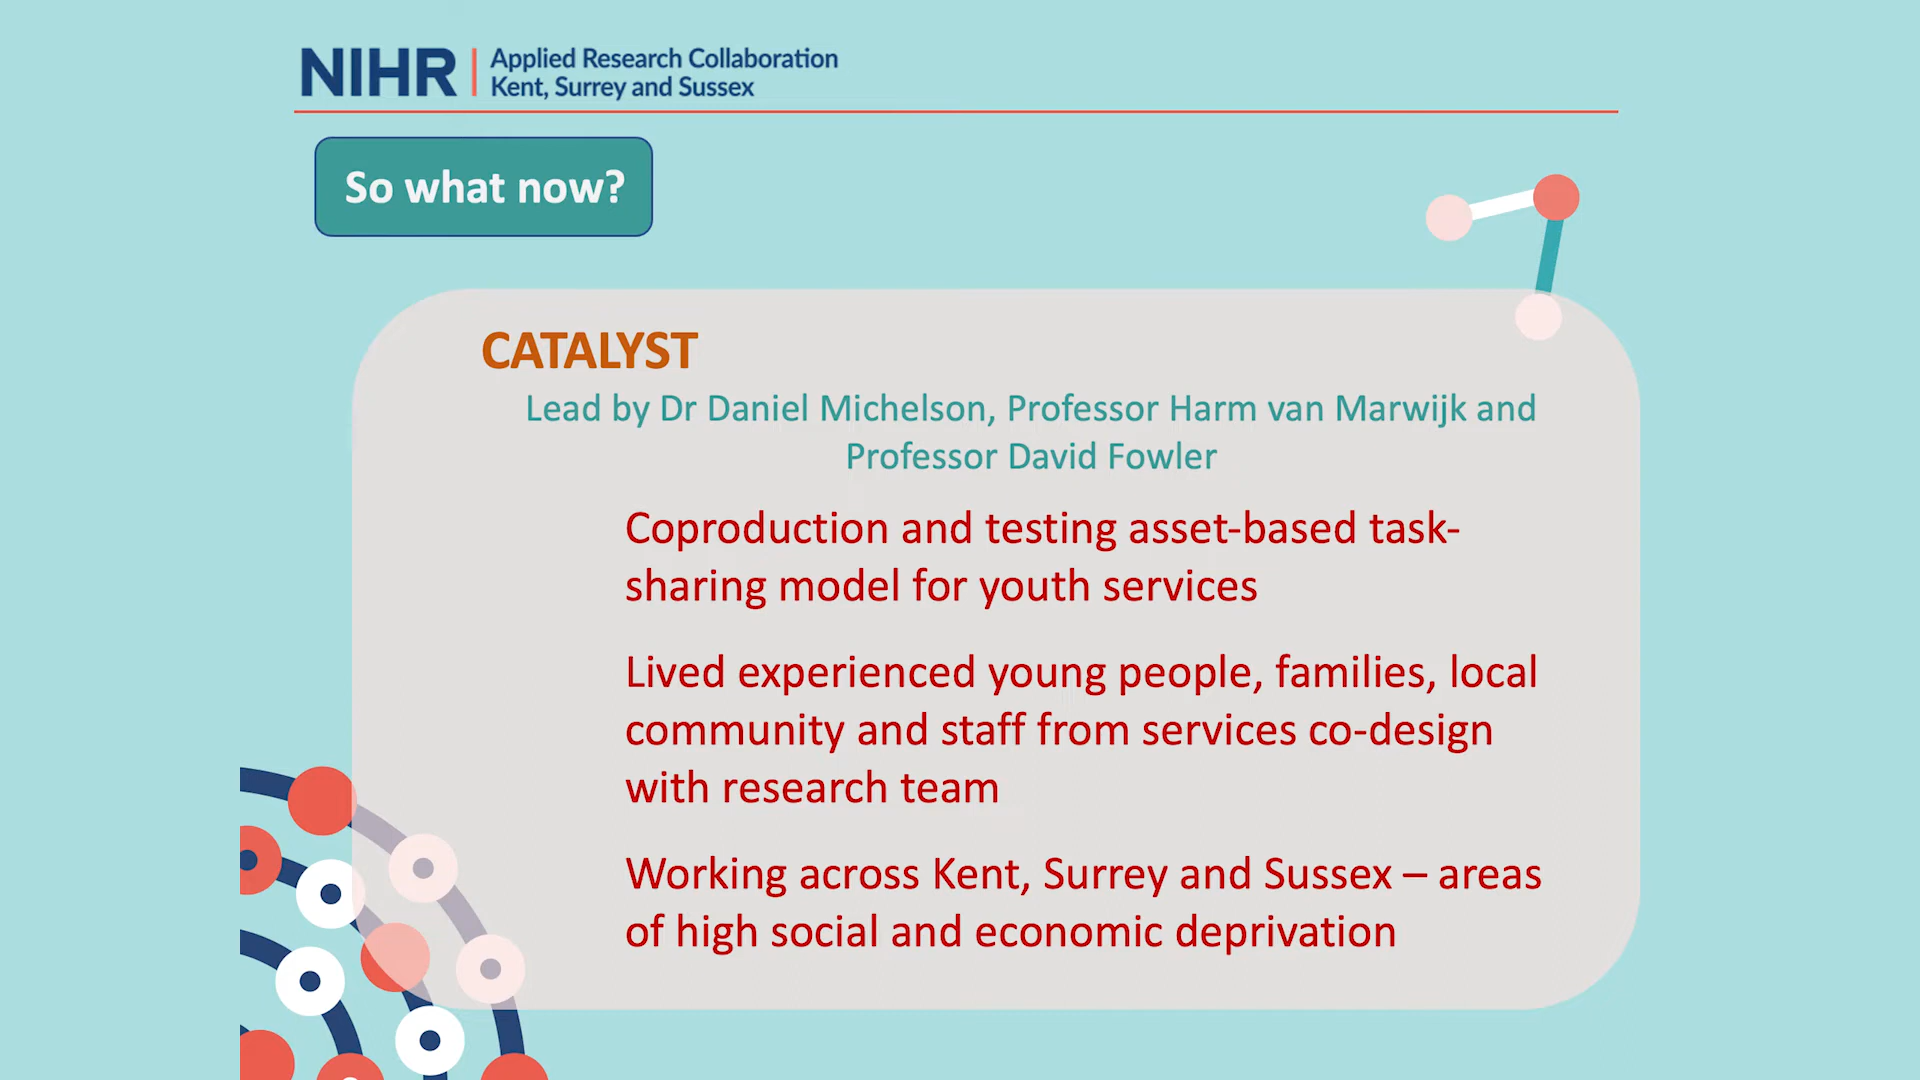 NIHR | Applied Research Collaboration
Kent, Surrey and Sussex
So what now?
CATALYST
Lead by Dr Daniel Michelson, Professor Harm van Marwijk and
Professor David Fowler
Coproduction and testing asset-based task-
sharing model for youth services
Lived experienced young people, families, local
community and staff from services co-design
with research team
Working across Kent, Surrey and Sussex – areas
of high social and economic deprivation